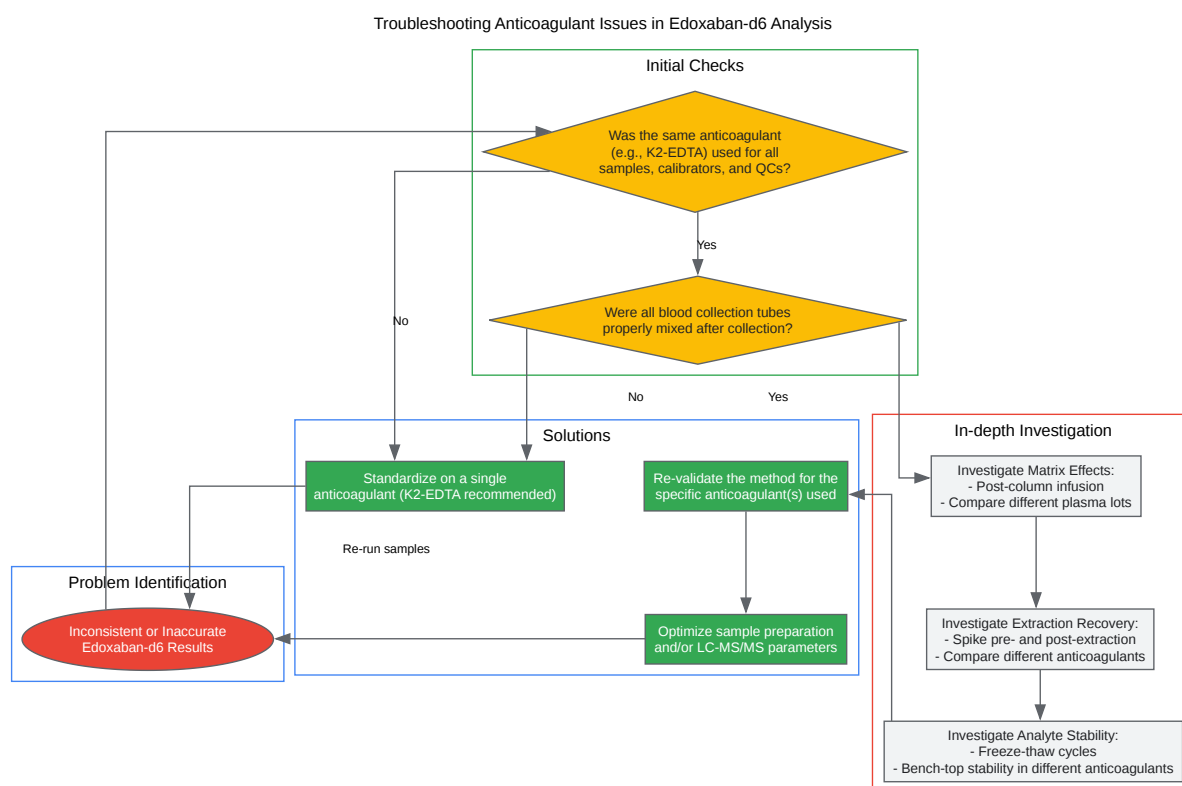 Troubleshooting Anticoagulant Issues in Edoxaban-d6 Analysis
Initial Checks
Was the same anticoagulant
(e.g., K2-EDTA) used for all
samples, calibrators, and QCs?
Yes
Were all blood collection tubes
properly mixed after collection?
No
No
Yes
Solutions
Standardize on a single
anticoagulant (K2-EDTA recommended)
Re-validate the method for the
specific anticoagulant(s) used
Re-run samples
Optimize sample preparation
and/or LC-MS/MS parameters
Problem Identification
Inconsistent or Inaccurate
Edoxaban-d6 Results
In-depth Investigation
Investigate Matrix Effects:
- Post-column infusion
- Compare different plasma lots
Investigate Extraction Recovery:
- Spike pre- and post-extraction
- Compare different anticoagulants
Investigate Analyte Stability:
- Freeze-thaw cycles
- Bench-top stability in different anticoagulants